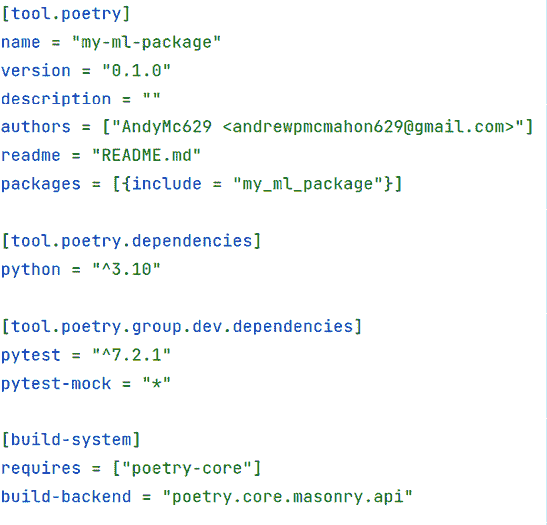 [tool.poetry]
name = "my-ml-package"
version = "0.1.0"
description = ""
authors = ["AndyMc629 <andrewpmcmahon629@gmail.com>"]
readme = "README.md"
packages = [{include = "my_ml_package"}]
[tool.poetry.dependencies]
python = "^3.10"
[tool.poetry.group.dev.dependencies]
pytest = "^7.2.1"
pytest-mock = "*"
[build-system]
requires = ["poetry-core"]
build-backend = "poetry.core.masonry.api"